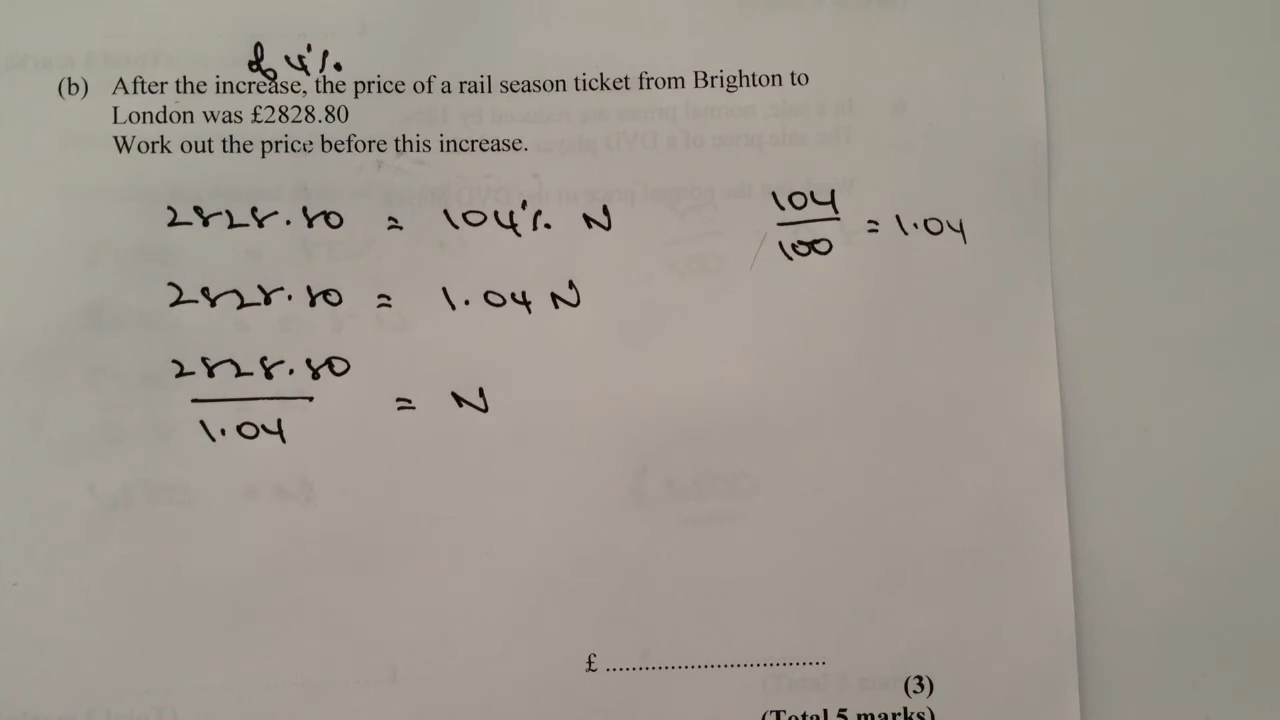 of 4%.
(b) After the increase, the price of a rail season ticket from Brighton to
London was £2828.80
Work out the price before this increase.
2828.80 = 104% N
104/100 = 1.04
2828.80 = 1.04 N
2828.80/1.04 = N
£ ..................................
(3)
(Total 5 marks)